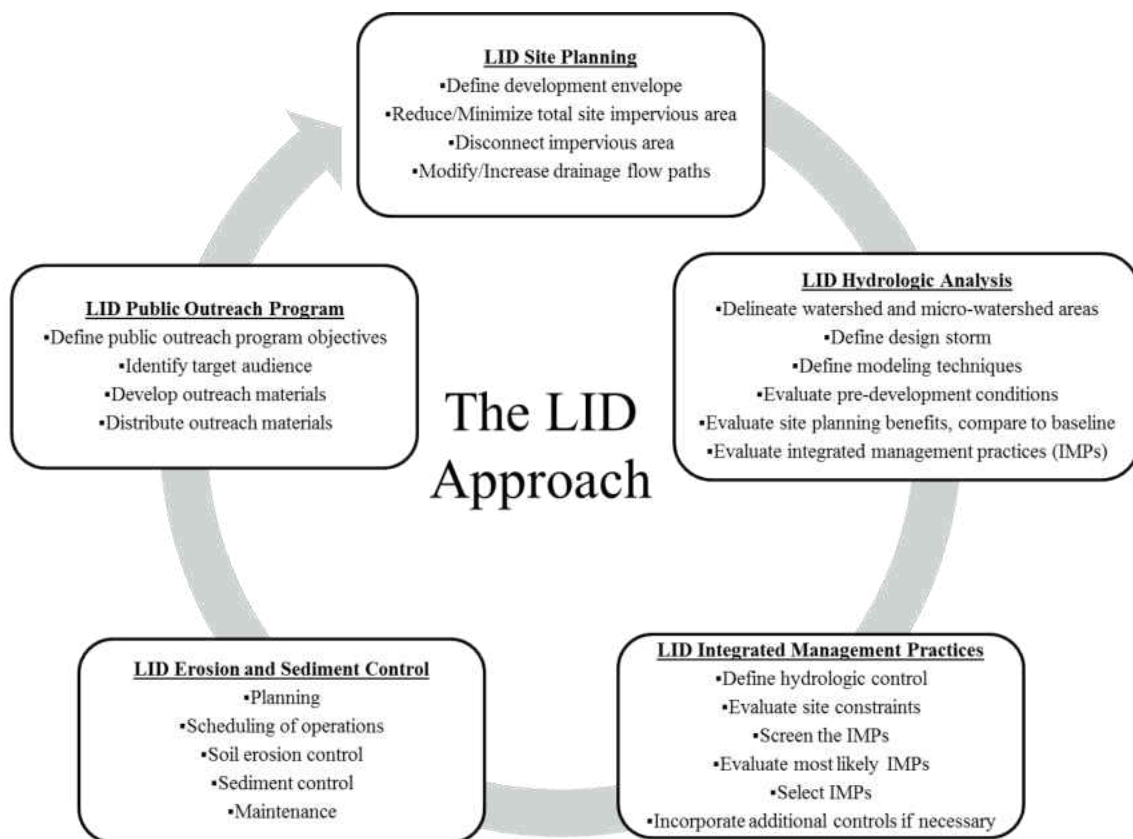 LID Site Planning
▪Define development envelope
▪Reduce/Minimize total site impervious area
▪Disconnect impervious area
▪Modify/Increase drainage flow paths
LID Hydrologic Analysis
▪Delineate watershed and micro-watershed areas
▪Define design storm
▪Define modeling techniques
▪Evaluate pre-development conditions
▪Evaluate site planning benefits, compare to baseline
▪Evaluate integrated management practices (IMPs)
LID Integrated Management Practices
▪Define hydrologic control
▪Evaluate site constraints
▪Screen the IMPs
▪Evaluate most likely IMPs
▪Select IMPs
▪Incorporate additional controls if necessary
LID Erosion and Sediment Control
▪Planning
▪Scheduling of operations
▪Soil erosion control
▪Sediment control
▪Maintenance
LID Public Outreach Program
▪Define public outreach program objectives
▪Identify target audience
▪Develop outreach materials
▪Distribute outreach materials
The LID
Approach